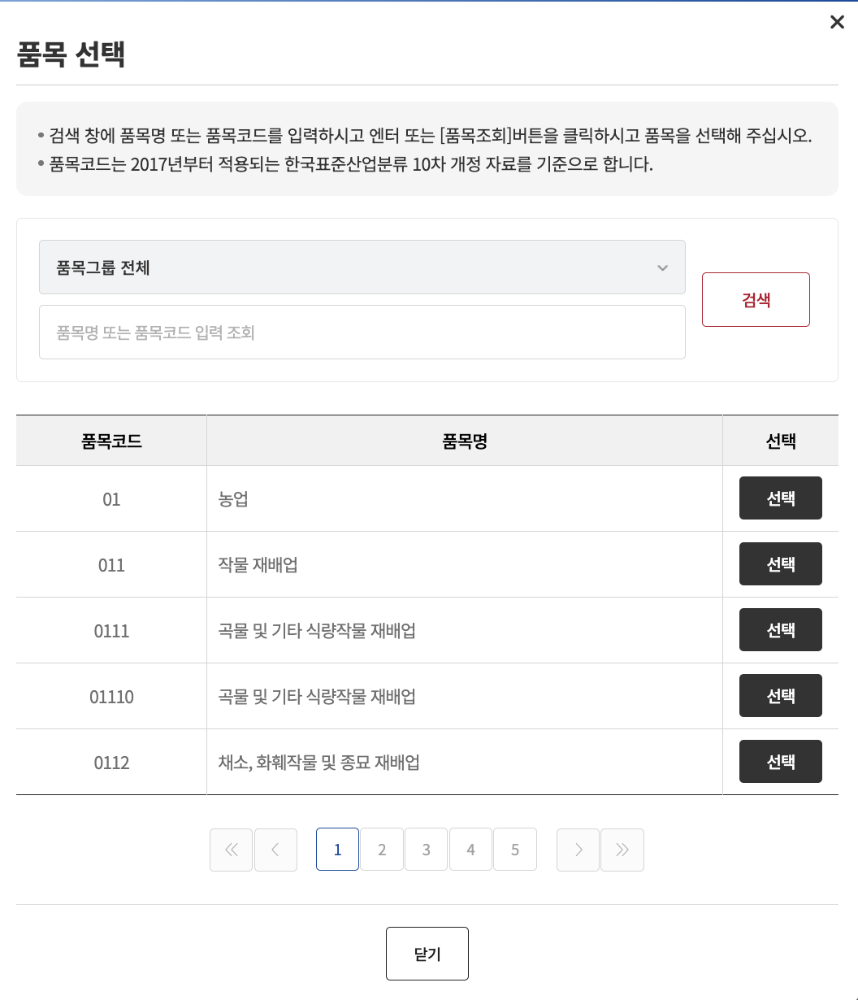 품목 선택
• 검색 창에 품목명 또는 품목코드를 입력하시고 엔터 또는 [품목조회]버튼을 클릭하시고 품목을 선택해 주십시오.
• 품목코드는 2017년부터 적용되는 한국표준산업분류 10차 개정 자료를 기준으로 합니다.
품목그룹 전체
검색
품목명 또는 품목코드 입력 조회
품목코드 품목명 선택
01 농업 선택
011 작물 재배업 선택
0111 곡물 및 기타 식량작물 재배업 선택
01110 곡물 및 기타 식량작물 재배업 선택
0112 채소, 화훼작물 및 종묘 재배업 선택
1 2 3 4 5
닫기